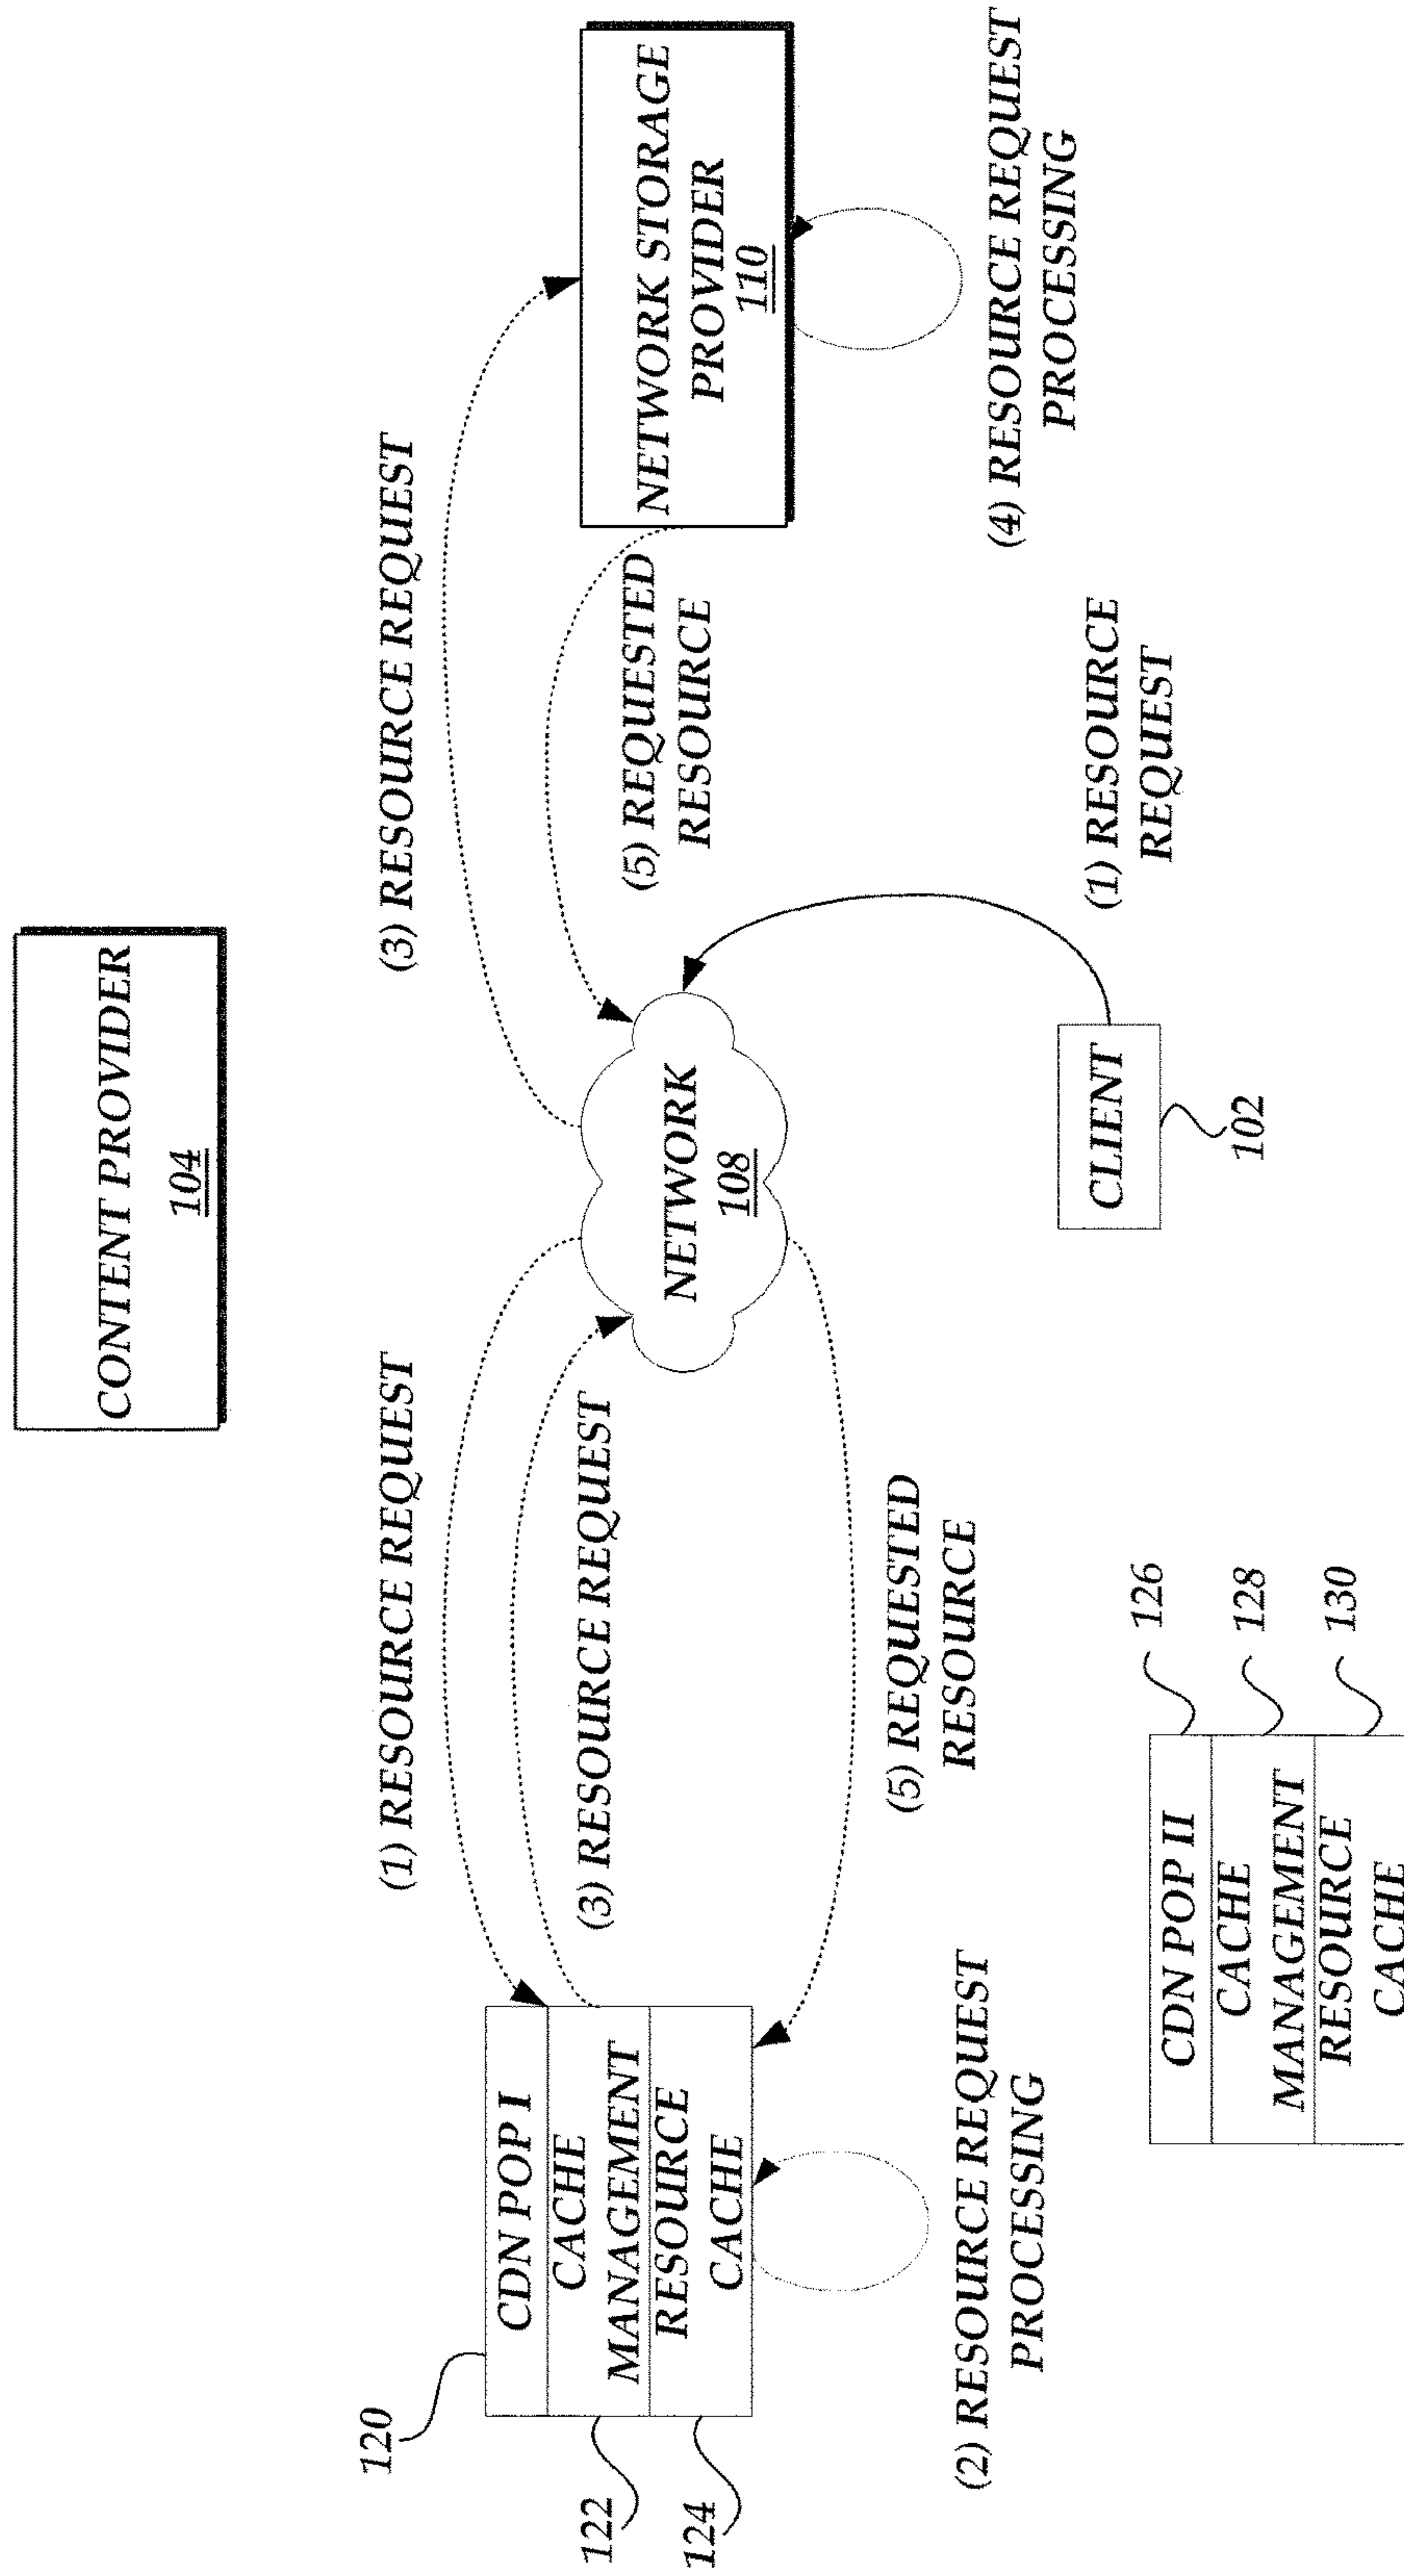 CONTENT PROVIDER
104
(1) RESOURCE REQUEST
(3) RESOURCE REQUEST
120
CDN POP I
CACHE
MANAGEMENT
RESOURCE
CACHE
122
124
(3) RESOURCE REQUEST
NETWORK
108
(5) REQUESTED
RESOURCE
NETWORK STORAGE
PROVIDER
110
(5) REQUESTED
RESOURCE
(2) RESOURCE REQUEST
PROCESSING
(4) RESOURCE REQUEST
PROCESSING
CLIENT
102
(1) RESOURCE
REQUEST
CDN POP II
CACHE
MANAGEMENT
RESOURCE
CACHE
126
128
130